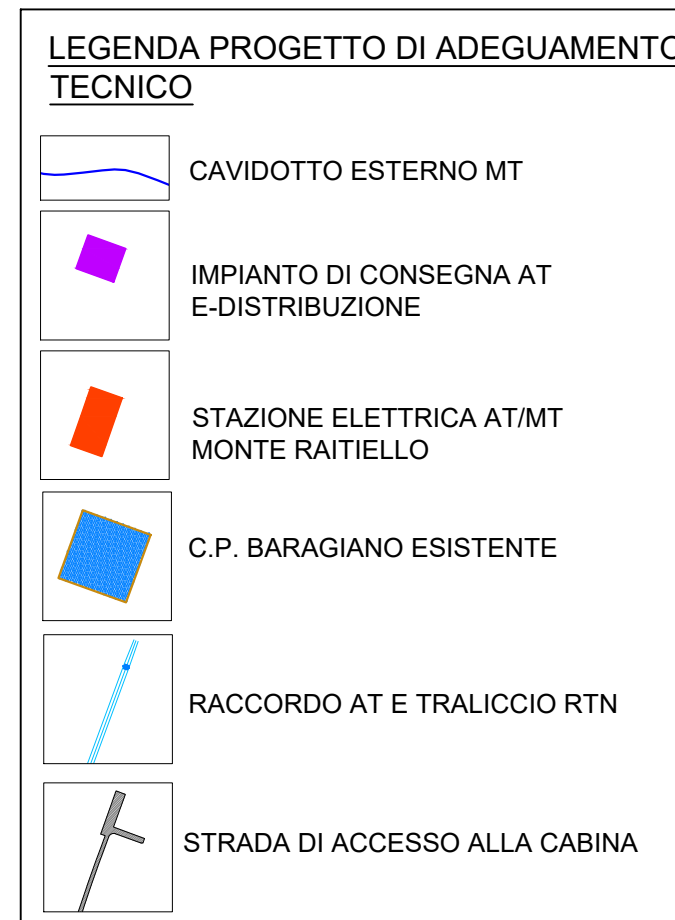 LEGENDA PROGETTO DI ADEGUAMENTO
TECNICO
CAVIDOTTO ESTERNO MT
IMPIANTO DI CONSEGNA AT
E-DISTRIBUZIONE
STAZIONE ELETTRICA AT/MT
MONTE RAITIELLO
C.P. BARAGIANO ESISTENTE
RACCORDO AT E TRALICCIO RTN
STRADA DI ACCESSO ALLA CABINA